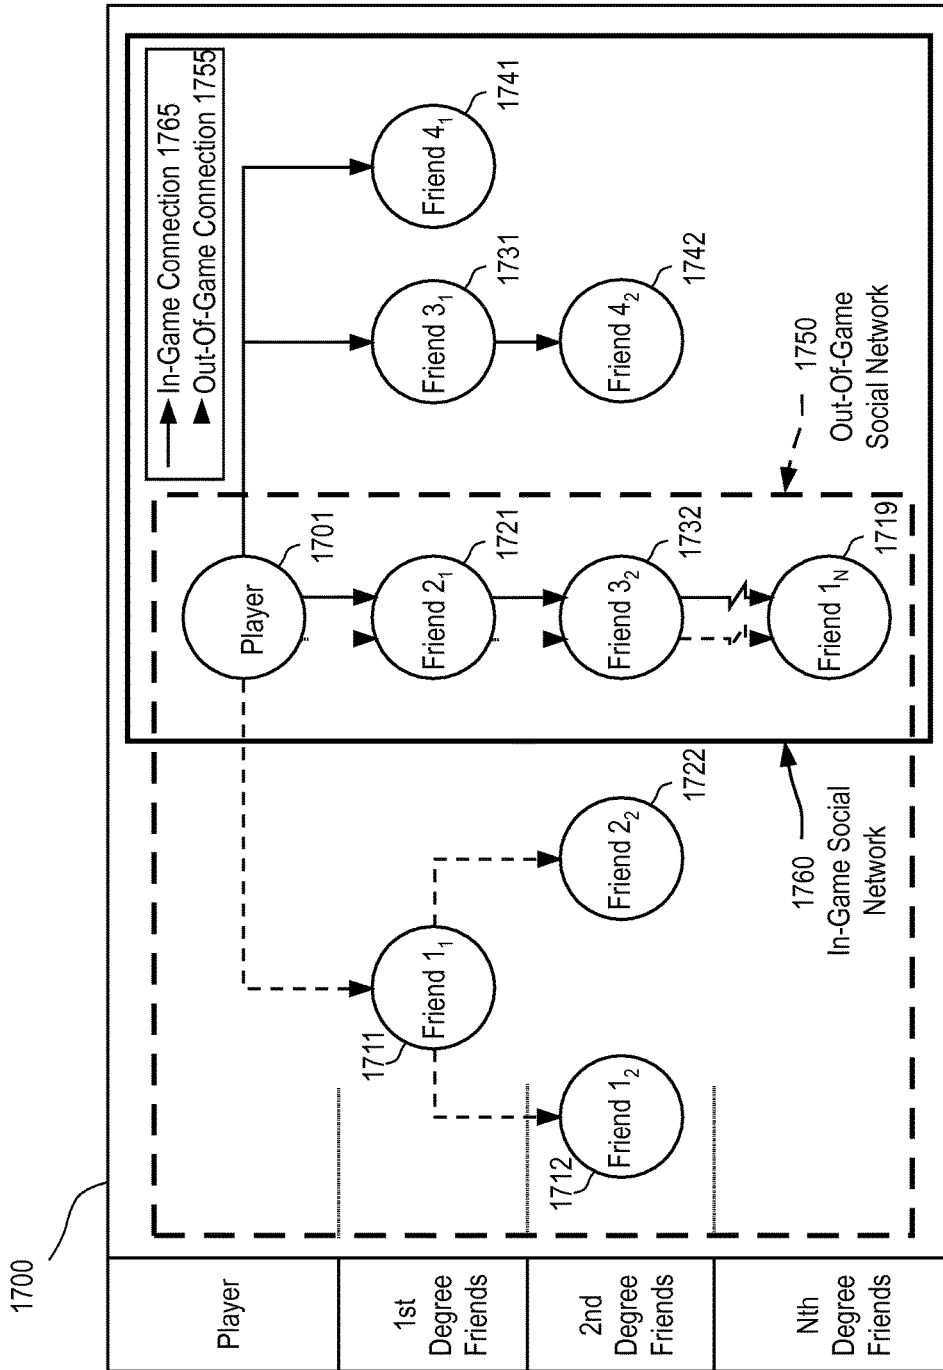 1700
Player
1st
Degree
Friends
2nd
Degree
Friends
Nth
Degree
Friends
In-Game Connection 1765
Out-Of-Game Connection 1755
Player
1701
Friend 1₁
1711
Friend 2₁
1721
Friend 3₁
1731
Friend 4₁
1741
Friend 1₂
1712
Friend 2₂
1722
Friend 3₂
1732
Friend 4₂
1742
Friend 1N
1719
1760
In-Game Social
Network
1750
Out-Of-Game
Social Network